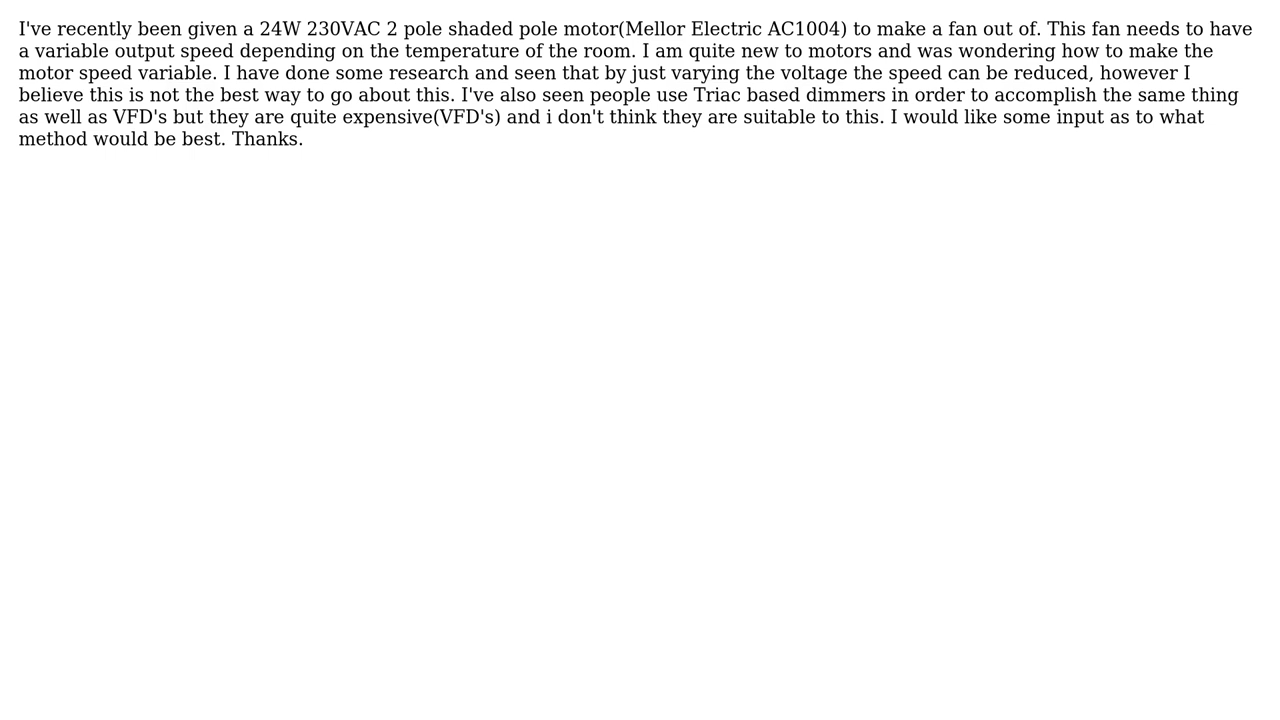 I've recently been given a 24W 230VAC 2 pole shaded pole motor(Mellor Electric AC1004) to make a fan out of. This fan needs to have
a variable output speed depending on the temperature of the room. I am quite new to motors and was wondering how to make the
motor speed variable. I have done some research and seen that by just varying the voltage the speed can be reduced, however I
believe this is not the best way to go about this. I've also seen people use Triac based dimmers in order to accomplish the same thing
as well as VFD's but they are quite expensive(VFD's) and i don't think they are suitable to this. I would like some input as to what
method would be best. Thanks.